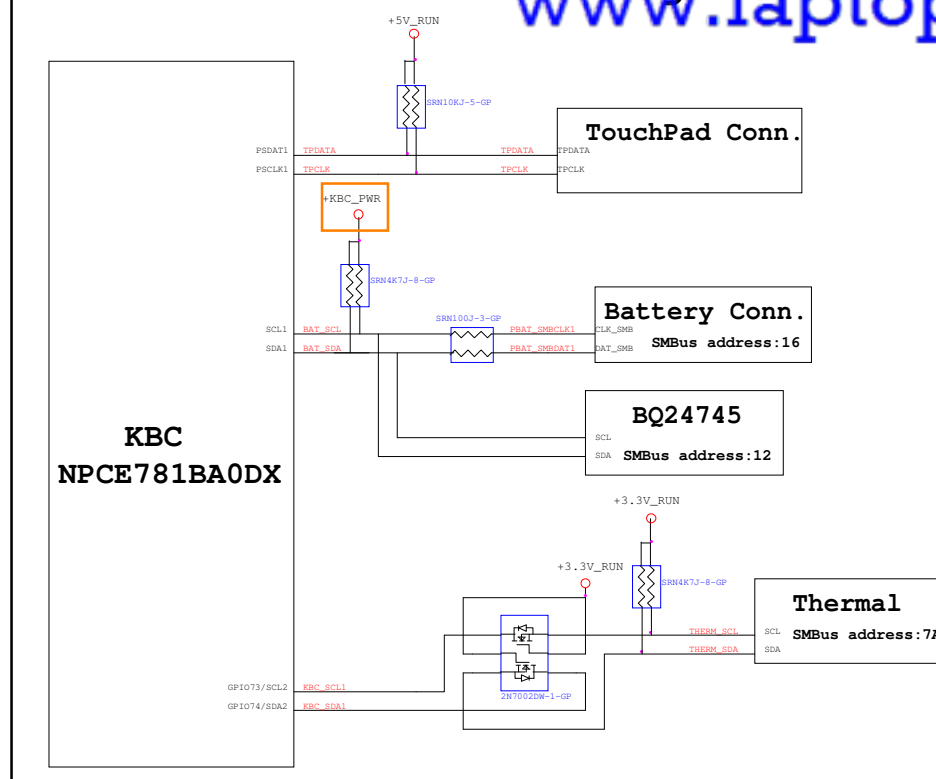 www.laptop
+5V_RUN
SRN10KJ-5-GP
TouchPad Conn.
PSDAT1 TPDATA TPDATA TPDATA
PSCLK1 TPCLK TPCLK TPCLK
+KBC_PWR
SRN4K7J-8-GP
SRN100J-3-GP
Battery Conn.
SCL1 BAT_SCL PBAT_SMBCLK1 CLK_SMB
SMBus address:16
SDA1 BAT_SDA PBAT_SMBDAT1 DAT_SMB
BQ24745
SCL
SDA SMBus address:12
KBC
NPCE781BA0DX
+3.3V_RUN
+3.3V_RUN
SRN4K7J-8-GP
Thermal
THERM_SCL SCL SMBus address:7A
THERM_SDA SDA
GPIO73/SCL2 KBC_SCL1
2N7002DW-1-GP
GPIO74/SDA2 KBC_SDA1